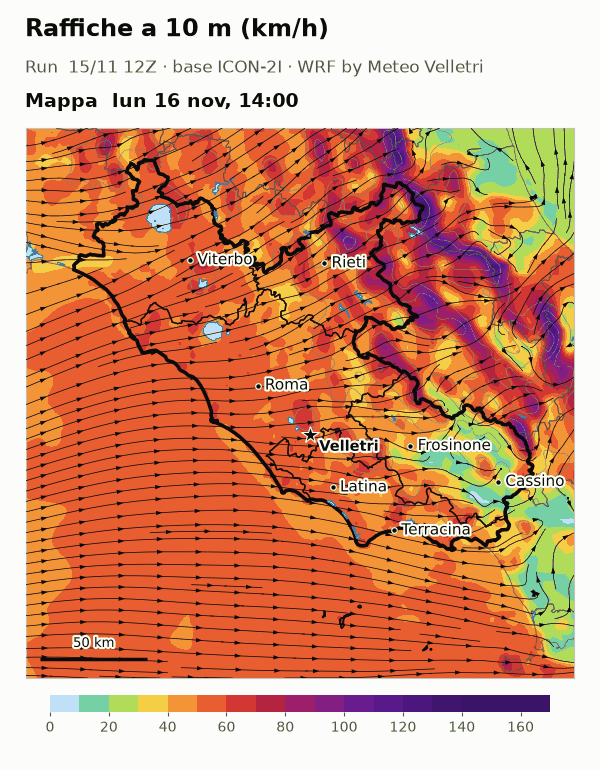 Raffiche a 10 m (km/h)
Run  15/11 12Z · base ICON-2I · WRF by Meteo Velletri
Mappa  lun 16 nov, 14:00
Viterbo
Rieti
Roma
Velletri
Frosinone
Latina
Cassino
Terracina
50 km
0 20 40 60 80 100 120 140 160